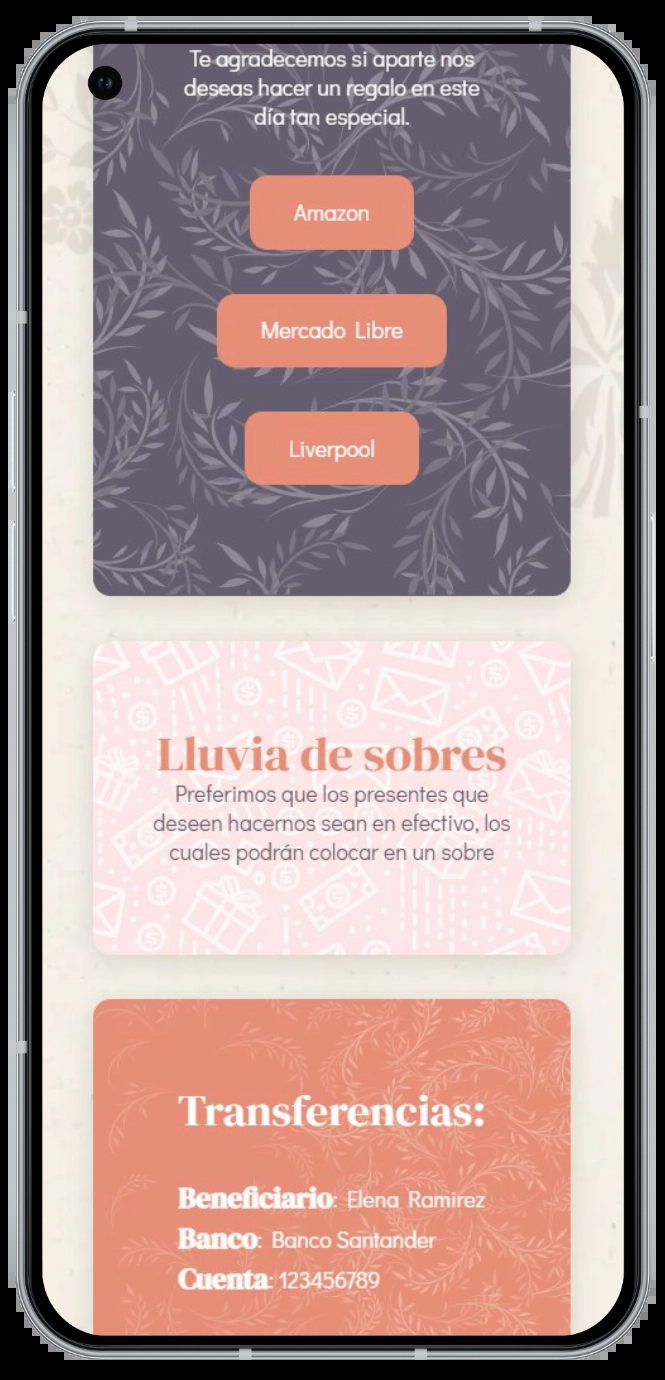 Te agradecemos si aparte nos
deseas hacer un regalo en este
día tan especial.
Amazon
Mercado Libre
Liverpool
Lluvia de sobres
Preferimos que los presentes que
deseen hacernos sean en efectivo, los
cuales podrán colocar en un sobre
Transferencias:
Beneficiario: Elena Ramirez
Banco: Banco Santander
Cuenta: 123456789